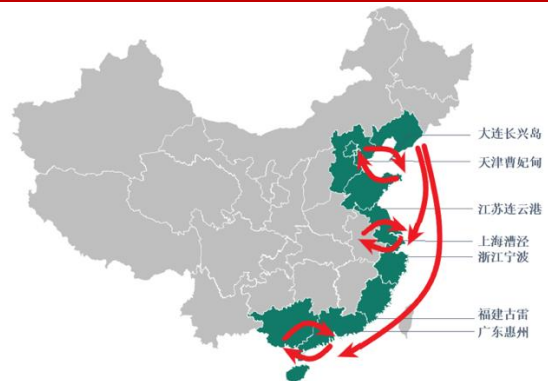 大连长兴岛
天津曹妃甸
江苏连云港
上海漕泾
浙江宁波
福建古雷
广东惠州